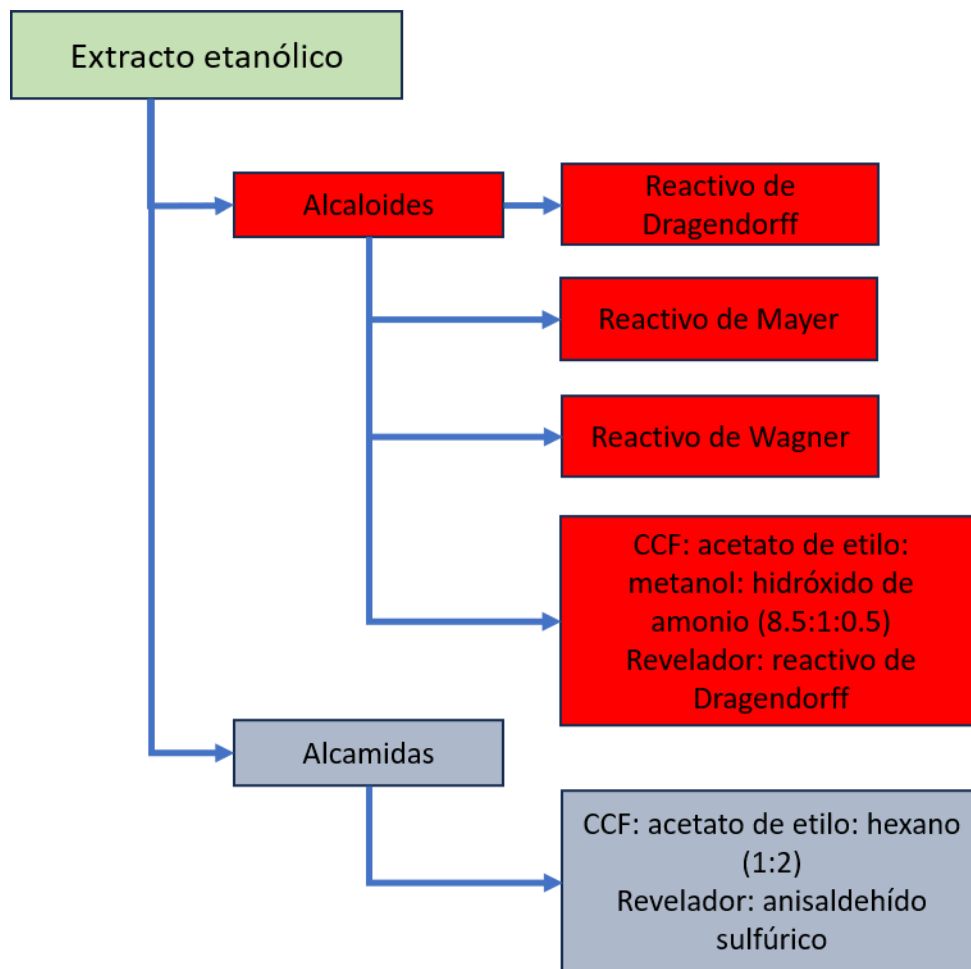 Extracto etanólico
Alcaloides
Reactivo de
Dragendorff
Reactivo de Mayer
Reactivo de Wagner
CCF: acetato de etilo:
metanol: hidróxido de
amonio (8.5:1:0.5)
Revelador: reactivo de
Dragendorff
Alcamidas
CCF: acetato de etilo: hexano
(1:2)
Revelador: anisaldehído
sulfúrico